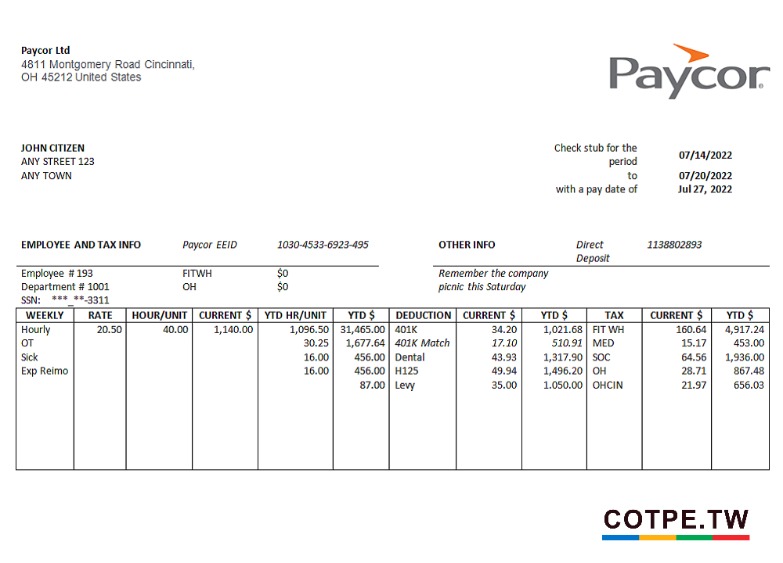 Paycor Ltd
4811 Montgomery Road Cincinnati,
OH 45212 United States
Paycor
JOHN CITIZEN
ANY STREET 123
ANY TOWN
Check stub for the period 07/14/2022
to 07/20/2022
with a pay date of Jul 27, 2022
EMPLOYEE AND TAX INFO Paycor EEID 1030-4533-6923-495 OTHER INFO Direct Deposit 1138802893
Employee # 193 FITWH $0 Remember the company
Department # 1001 OH $0 picnic this Saturday
SSN: ***_**-3311
WEEKLY RATE HOUR/UNIT CURRENT $ YTD HR/UNIT YTD $ DEDUCTION CURRENT $ YTD $ TAX CURRENT $ YTD $
Hourly 20.50 40.00 1,140.00 1,096.50 31,465.00 401K 34.20 1,021.68 FIT WH 160.64 4,917.24
OT 30.25 1,677.64 401K Match 17.10 510.91 MED 15.17 453.00
Sick 16.00 456.00 Dental 43.93 1,317.90 SOC 64.56 1,936.00
Exp Reimo 16.00 456.00 H125 49.94 1,496.20 OH 28.71 867.48
87.00 Levy 35.00 1.050.00 OHCIN 21.97 656.03
COTPE.TW